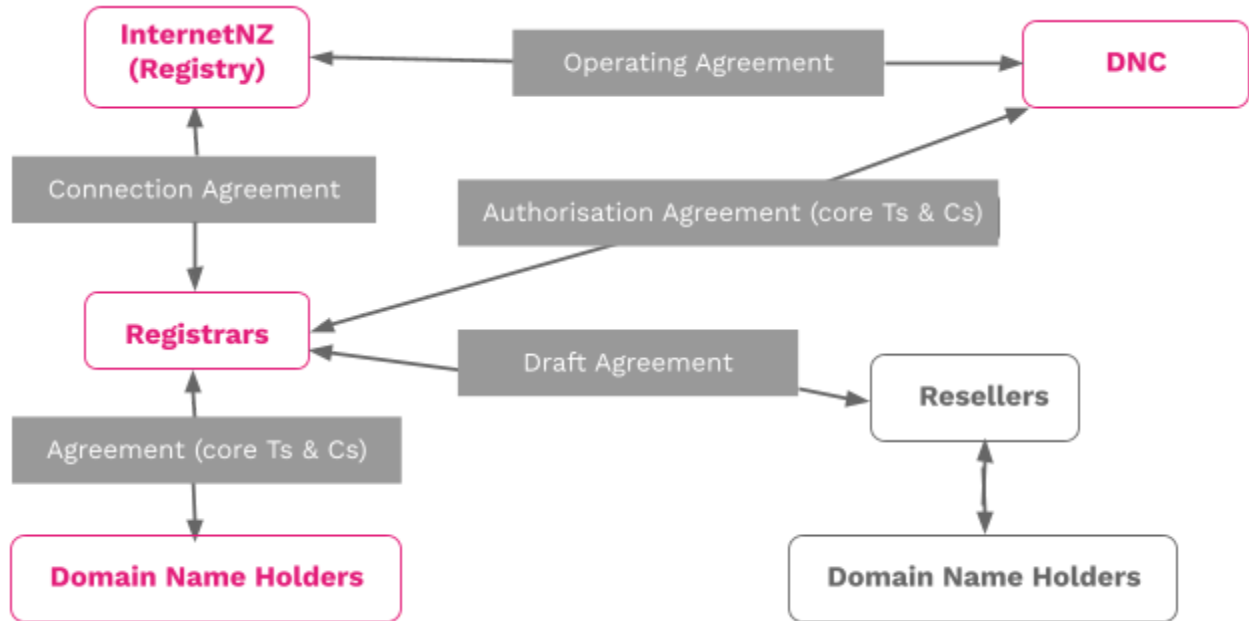 InternetNZ
(Registry)
Operating Agreement
DNC
Connection Agreement
Authorisation Agreement (core Ts & Cs)
Registrars
Draft Agreement
Resellers
Agreement (core Ts & Cs)
Domain Name Holders
Domain Name Holders